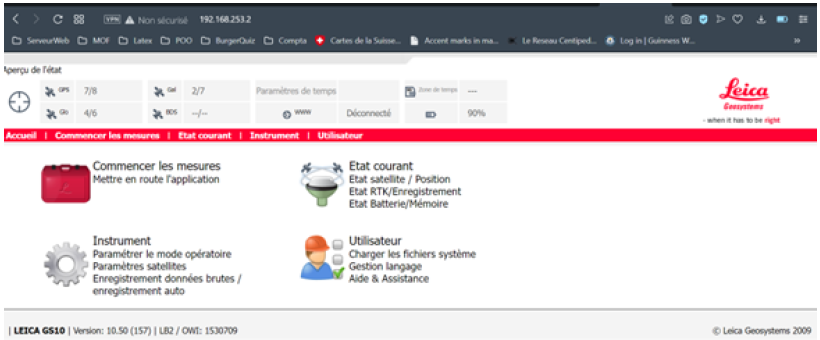 VPN Non sécurisé 192.168.253.2
ServeurWeb MOF Latex POO BurgerQuiz Compta Cartes de la Suisse... Accent marks in ma... Le Reseau Centiped... Log in | Guinness W... »
Aperçu de l'état
GPS 7/8 Gal 2/7 Paramètres de temps Zone de temps ---
Glo 4/6 BDS --/-- WWW Déconnecté 90%
Leica
Geosystems
- when it has to be right
Accueil | Commencer les mesures | Etat courant | Instrument | Utilisateur
Commencer les mesures
Mettre en route l'application
Etat courant
Etat satellite / Position
Etat RTK/Enregistrement
Etat Batterie/Mémoire
Instrument
Paramétrer le mode opératoire
Paramètres satellites
Enregistrement données brutes /
enregistrement auto
Utilisateur
Charger les fichiers système
Gestion langage
Aide & Assistance
| LEICA GS10 | Version: 10.50 (157) | LB2 / OWI: 1530709
© Leica Geosystems 2009